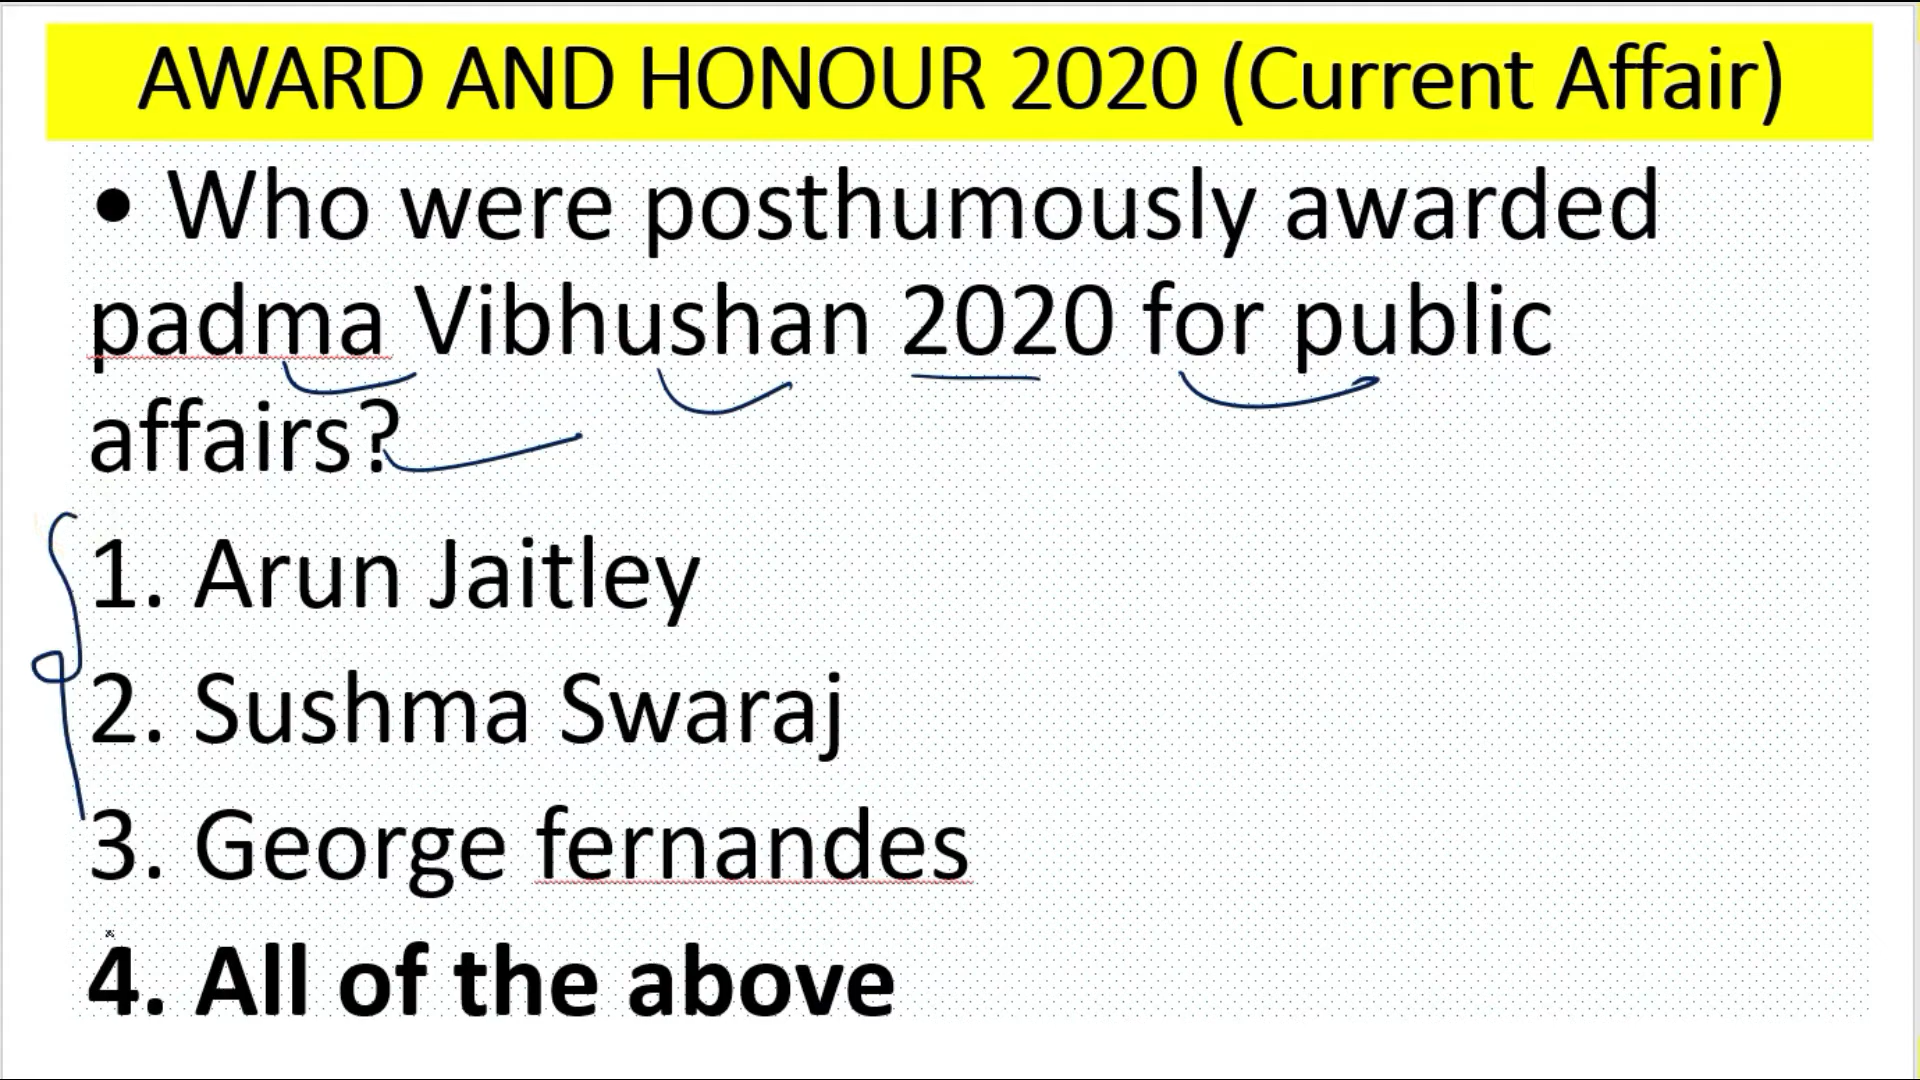 AWARD AND HONOUR 2020 (Current Affair)
• Who were posthumously awarded
padma Vibhushan 2020 for public
affairs?
1. Arun Jaitley
2. Sushma Swaraj
3. George fernandes
4. All of the above